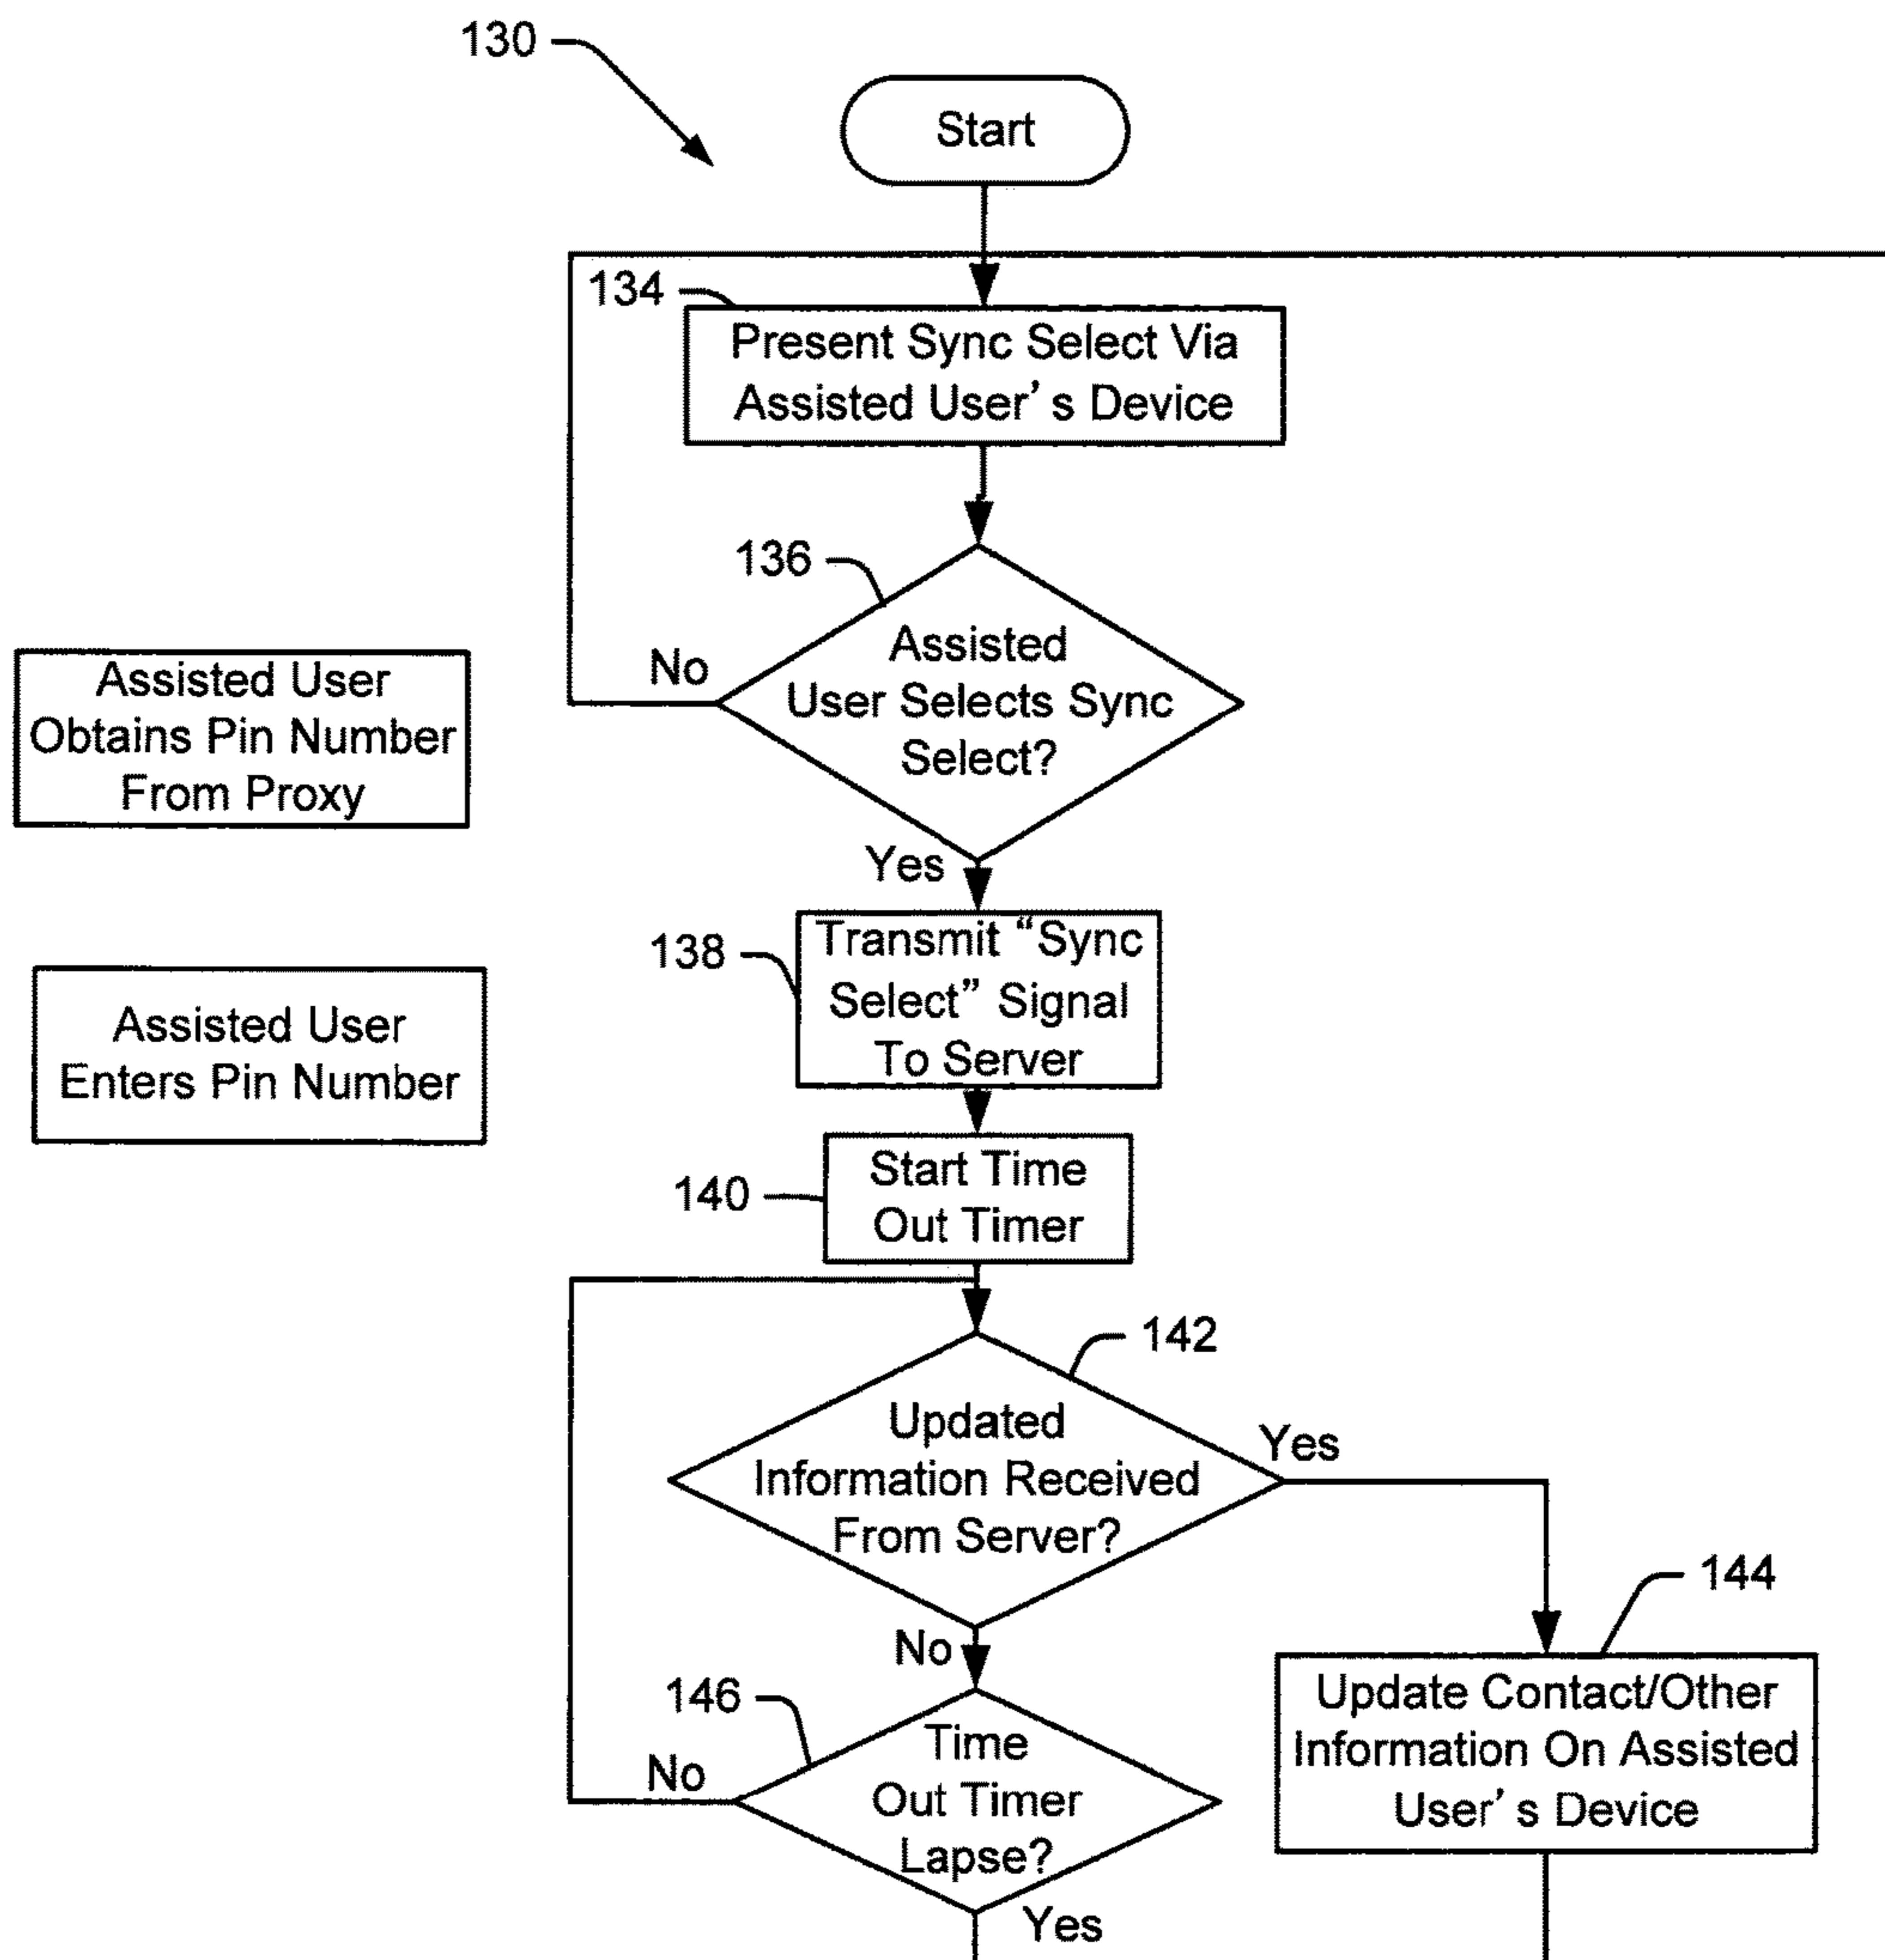 130
Start
134
Present Sync Select Via
Assisted User’s Device
136
Assisted
User Selects Sync
Select?
No
Yes
Assisted User
Obtains Pin Number
From Proxy
138
Transmit “Sync
Select” Signal
To Server
Assisted User
Enters Pin Number
140
Start Time
Out Timer
142
Updated
Information Received
From Server?
Yes
No
144
Update Contact/Other
Information On Assisted
User’s Device
146
Time
Out Timer
Lapse?
No
Yes